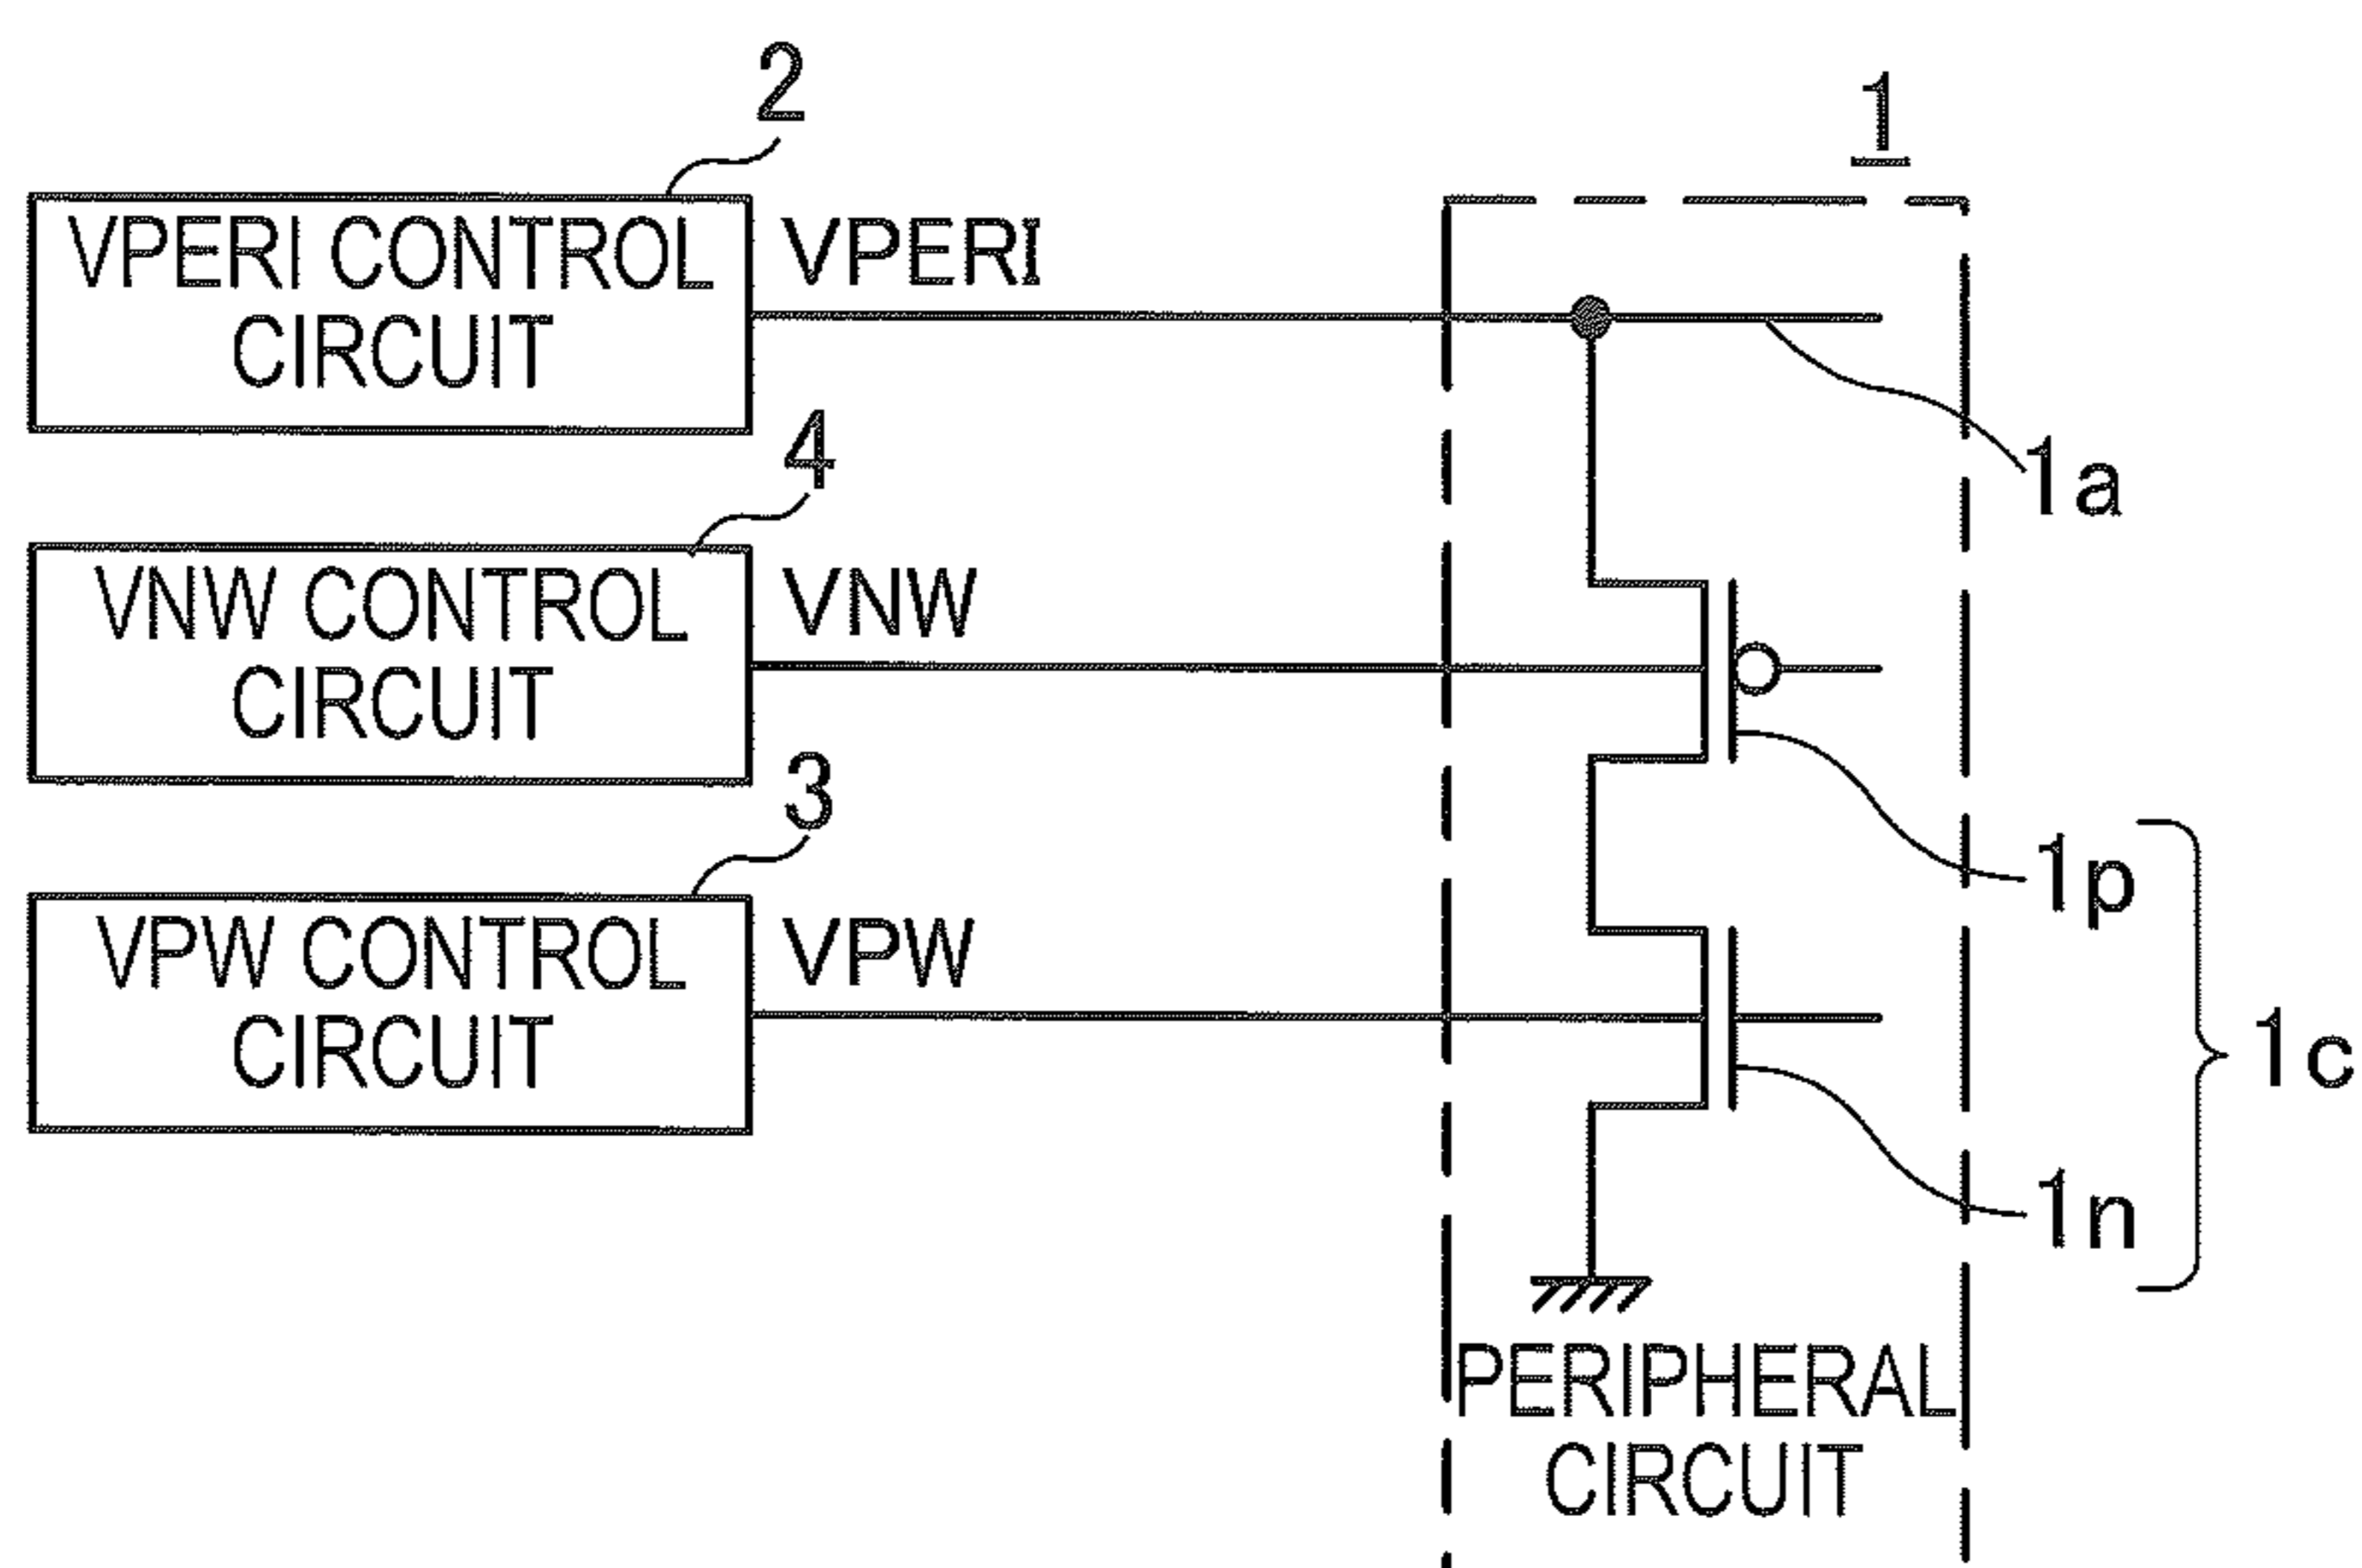 2
1
VPERI CONTROL
CIRCUIT
VPERI
1a
4
VNW CONTROL
CIRCUIT
VNW
3
1p
VPW CONTROL
CIRCUIT
VPW
1c
1n
PERIPHERAL
CIRCUIT